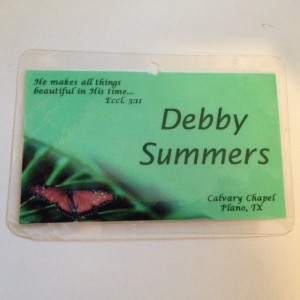 He makes all things
beautiful in His time...
Eccl. 3:11
Debby
Summers
Calvary Chapel
Plano, TX